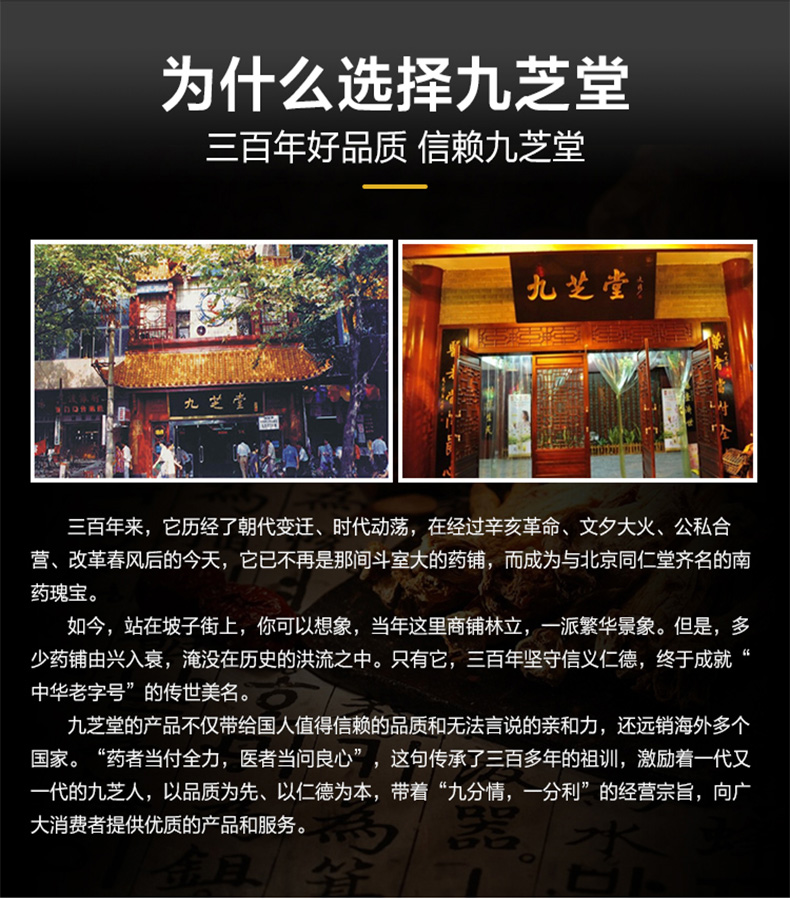 为什么选择九芝堂
三百年好品质 信赖九芝堂
九芝堂
九芝堂
三百年来，它历经了朝代变迁、时代动荡，在经过辛亥革命、文夕大火、公私合
营、改革春风后的今天，它已不再是那间斗室大的药铺，而成为与北京同仁堂齐名的南
药瑰宝。
如今，站在坡子街上，你可以想象，当年这里商铺林立，一派繁华景象。但是，多
少药铺由兴入衰，淹没在历史的洪流之中。只有它，三百年坚守信义仁德，终于成就“
中华老字号”的传世美名。
九芝堂的产品不仅带给国人值得信赖的品质和无法言说的亲和力，还远销海外多个
国家。“药者当付全力，医者当问良心”，这句传承了三百多年的祖训，激励着一代又
一代的九芝人，以品质为先、以仁德为本，带着“九分情，一分利”的经营宗旨，向广
大消费者提供优质的产品和服务。